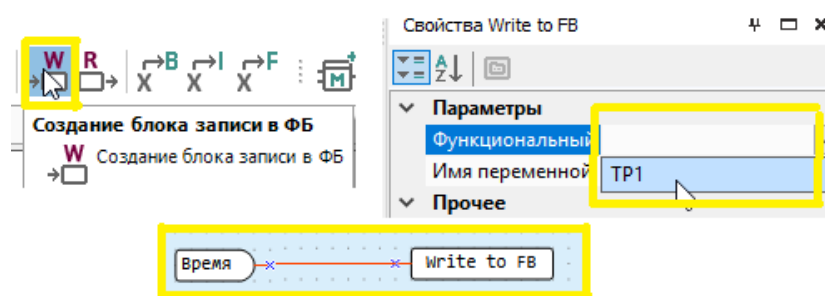 W R B I F
X X X M
Создание блока записи в ФБ
W Создание блока записи в ФБ
Свойства Write to FB
A
Z
Параметры
Функциональный
Имя переменной
TP1
Прочее
Время
Write to FB